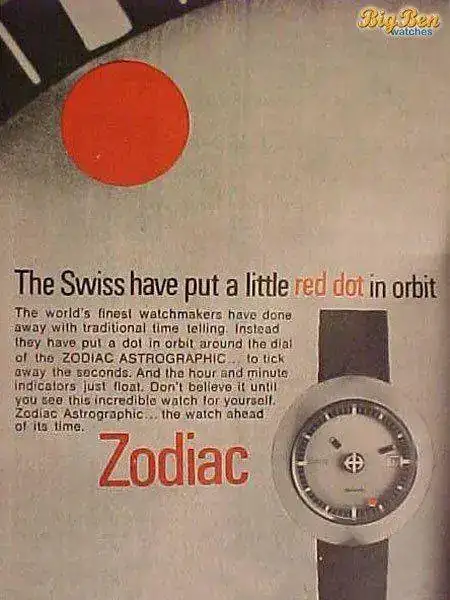 BigBen
watches
The Swiss have put a little red dot in orbit
The world's finest watchmakers have done
away with traditional time telling. Instead
they have put a dot in orbit around the dial
of the ZODIAC ASTROGRAPHIC... to tick
away the seconds. And the hour and minute
indicators just float. Don't believe it until
you see this incredible watch for yourself.
Zodiac Astrographic... the watch ahead
of its time.
Zodiac